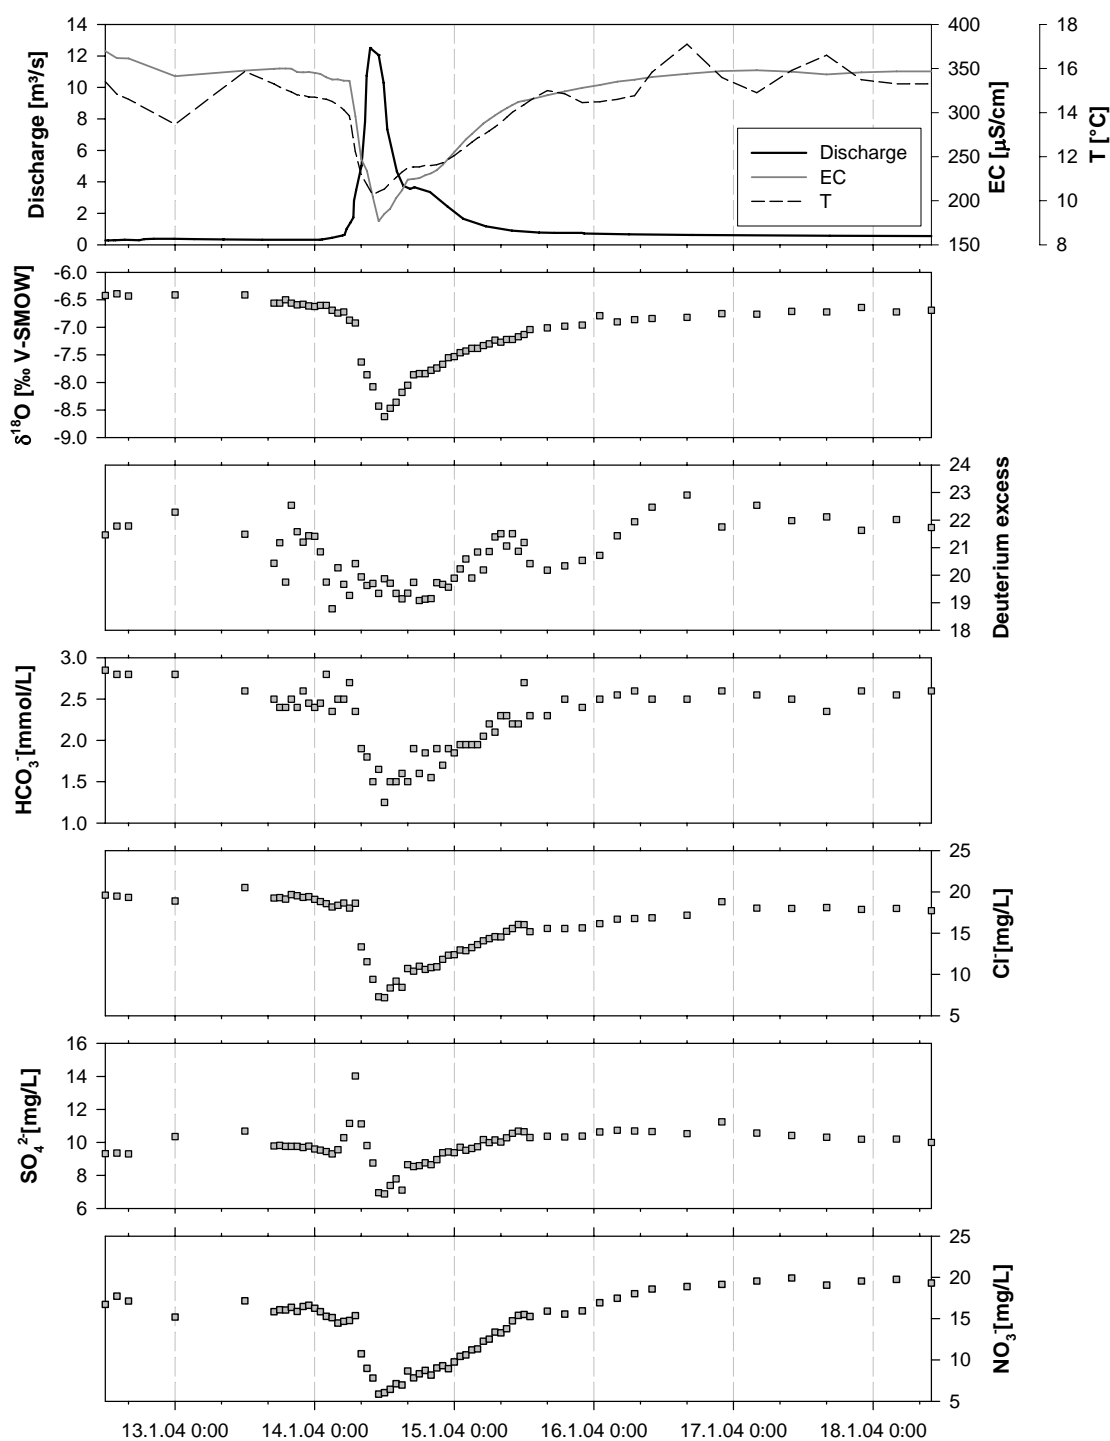 14 400 18
12 350 16
10
8 300 14
6 250 12
4 200 10
2
0 150 8
Discharge [m³/s]
EC [µS/cm]
T [°C]
Discharge
EC
T
-6.0
-6.5
-7.0
-7.5
-8.0
-8.5
-9.0
δ¹⁸O [‰ V-SMOW]
24
23
22
21
20
19
18
Deuterium excess
3.0
2.5
2.0
1.5
1.0
HCO₃⁻[mmol/L]
25
20
15
10
5
Cl⁻[mg/L]
16
14
12
10
8
6
SO₄²⁻[mg/L]
25
20
15
10
5
NO₃⁻[mg/L]
13.1.04 0:00 14.1.04 0:00 15.1.04 0:00 16.1.04 0:00 17.1.04 0:00 18.1.04 0:00